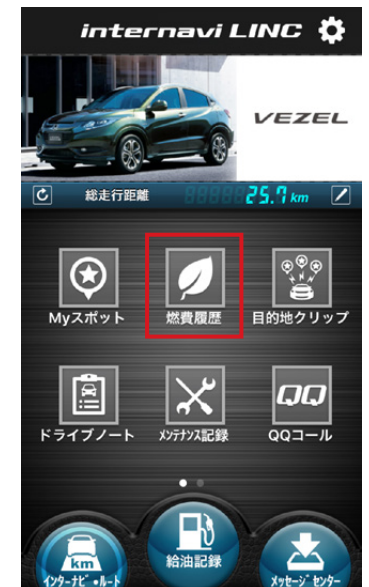 internavi LINC
VEZEL
総走行距離 25.7 km
Myスポット 燃費履歴 目的地クリップ
QQ
ドライブノート メンテナンス記録 QQコール
km
給油記録
インターナビ・ルート メッセージセンター